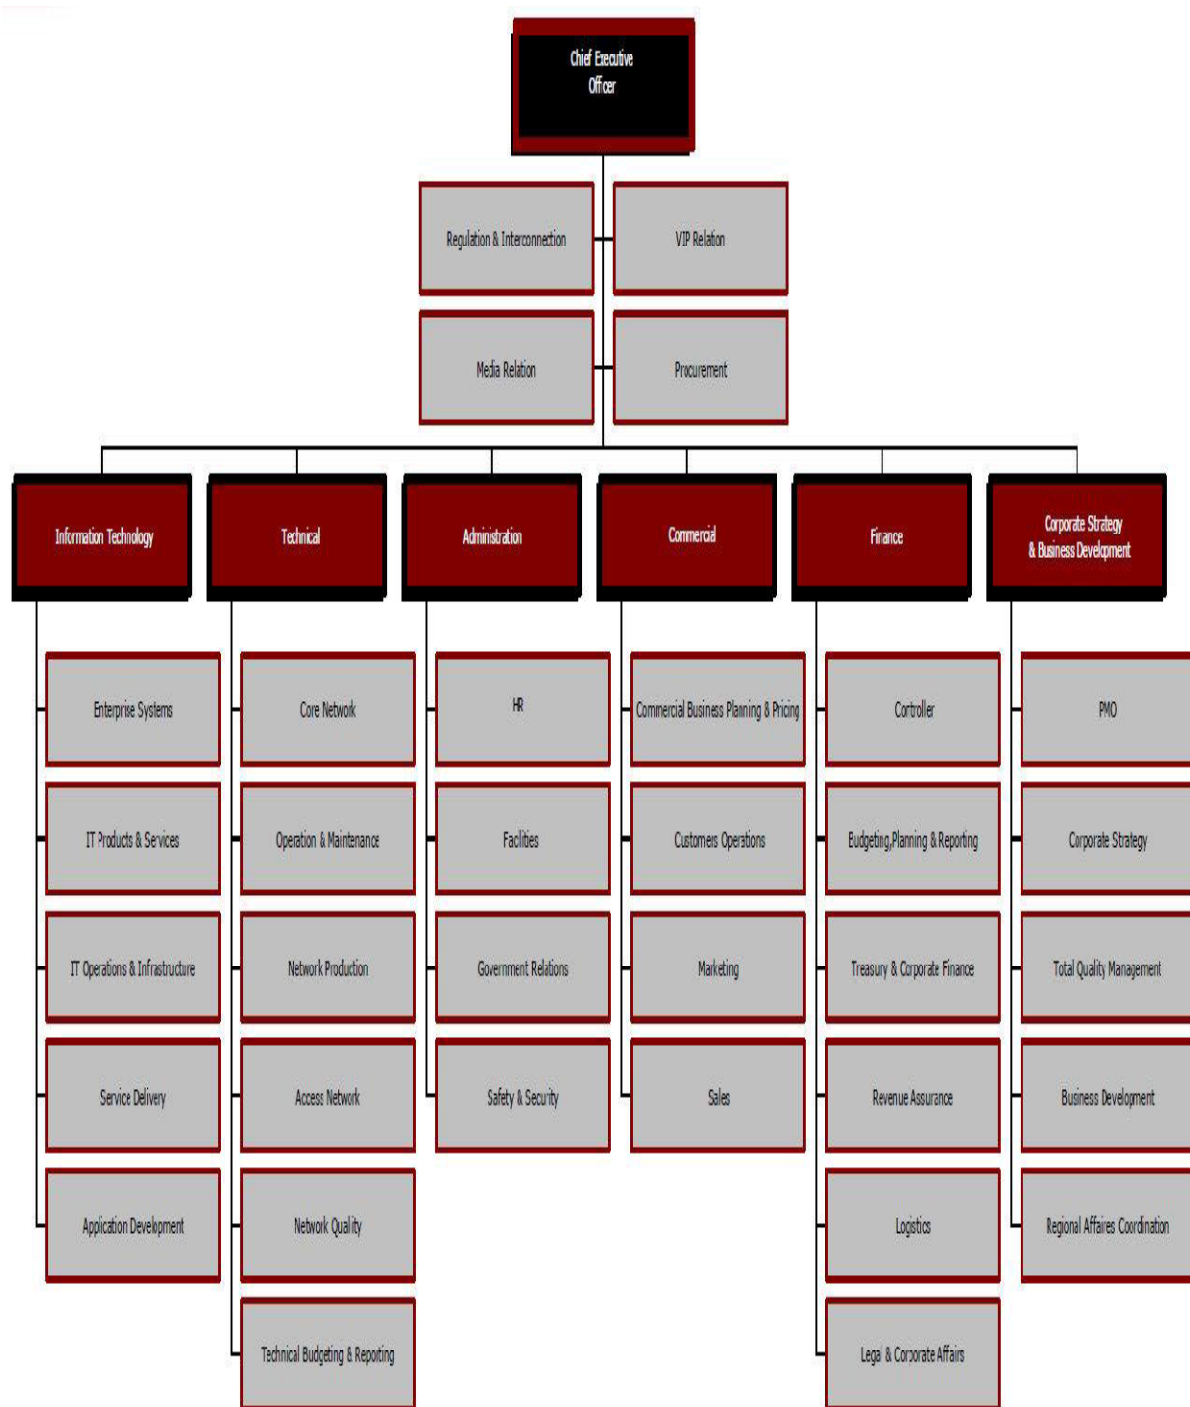 Chief Executive
Officer
Regulation & Interconnection
VIP Relation
Media Relation
Procurement
Information Technology
Technical
Administration
Commercial
Finance
Corporate Strategy
& Business Development
Enterprise Systems
Core Network
HR
Commercial Business Planning & Pricing
Controller
PMO
IT Products & Services
Operation & Maintenance
Facilities
Customers Operations
Budgeting,Planning & Reporting
Corporate Strategy
IT Operations & Infrastructure
Network Production
Government Relations
Marketing
Treasury & Corporate Finance
Total Quality Management
Service Delivery
Access Network
Safety & Security
Sales
Revenue Assurance
Business Development
Application Development
Network Quality
Logistics
Regional Affaires Coordination
Technical Budgeting & Reporting
Legal & Corporate Affairs